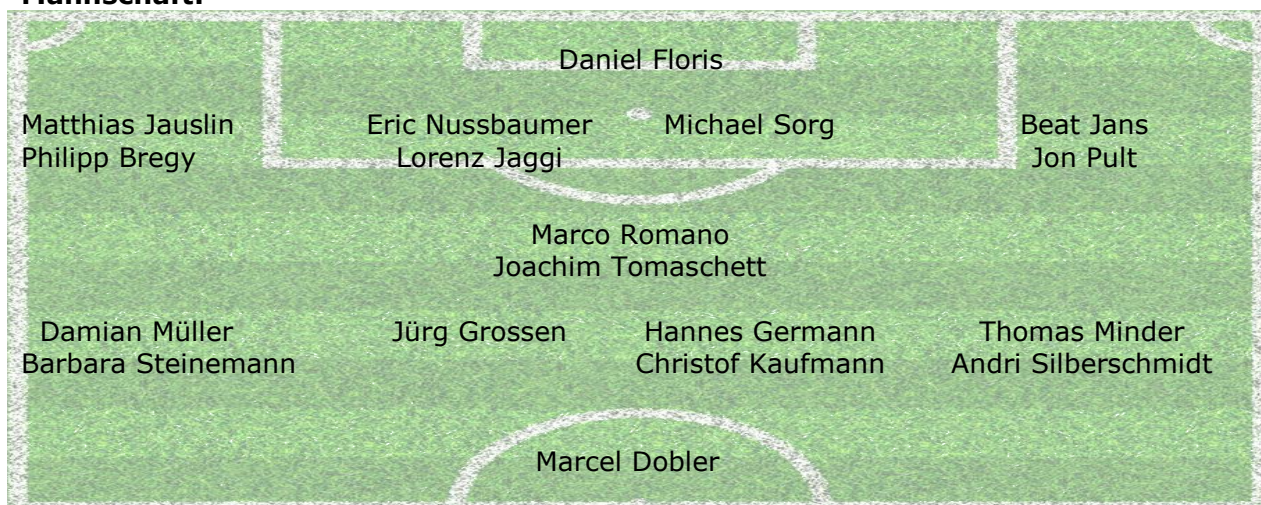 Mannschaft:
Daniel Floris
Matthias Jauslin Eric Nussbaumer Michael Sorg Beat Jans
Philipp Bregy Lorenz Jaggi Jon Pult
Marco Romano
Joachim Tomaschett
Damian Müller Jürg Grossen Hannes Germann Thomas Minder
Barbara Steinemann Christof Kaufmann Andri Silberschmidt
Marcel Dobler